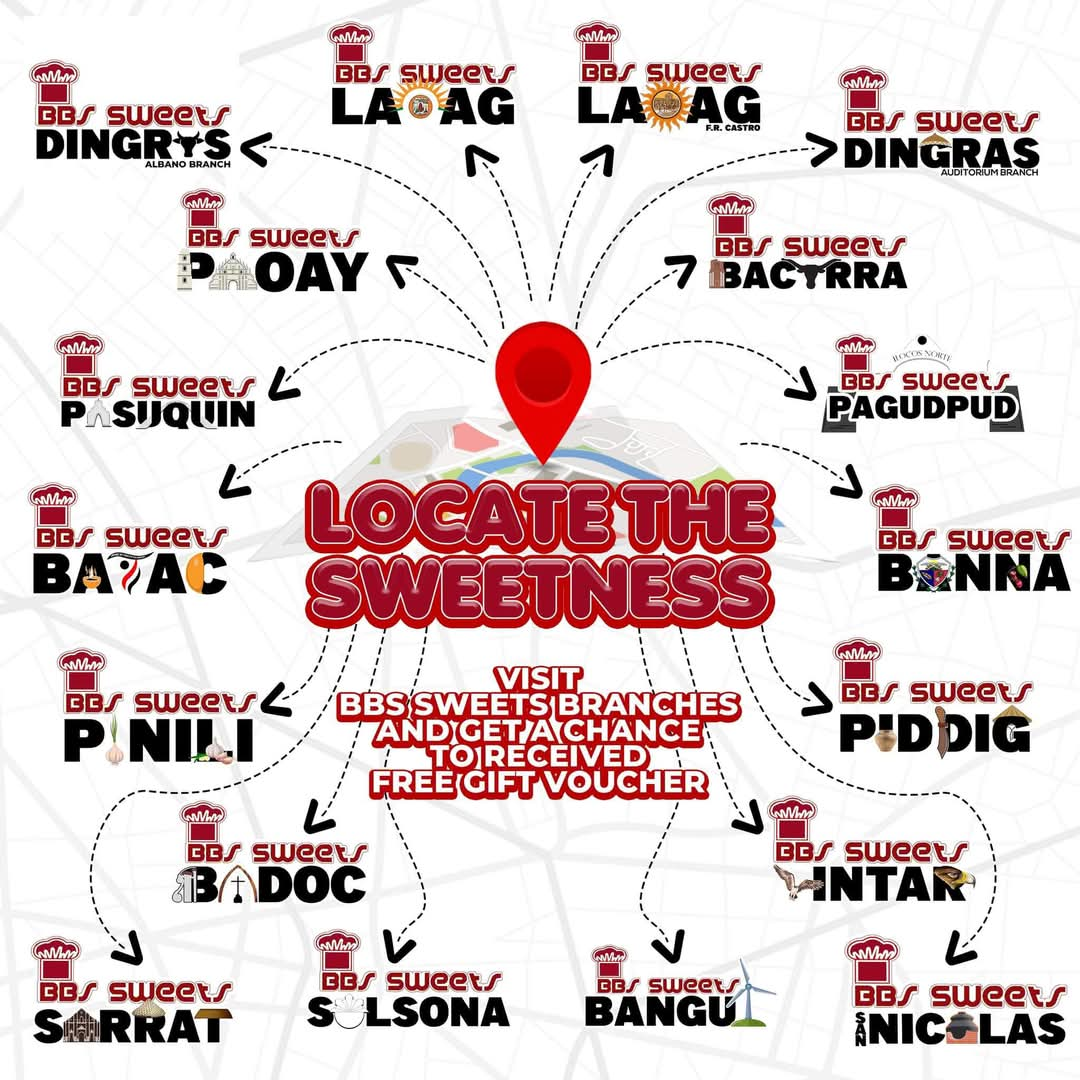 BBS SWEETS
LAOAG
BBS SWEETS
LAOAG
F.R. CASTRO
BBS SWEETS
DINGRAS
ALBANO BRANCH
BBS SWEETS
DINGRAS
AUDITORIUM BRANCH
BBS SWEETS
PAOAY
BBS SWEETS
BACARRA
BBS SWEETS
PASUQUIN
ILOCOS NORTE
BBS SWEETS
PAGUDPUD
LOCATE THE
SWEETNESS
BBS SWEETS
BATAC
BBS SWEETS
BANNA
VISIT
BBS SWEETS BRANCHES
AND GET A CHANCE
TO RECEIVED
FREE GIFT VOUCHER
BBS SWEETS
PINILI
BBS SWEETS
PIDDIG
BBS SWEETS
BADOC
BBS SWEETS
VINTAR
BBS SWEETS
SARRAT
BBS SWEETS
SOLSONA
BBS SWEETS
BANGUI
BBS SWEETS
SAN NICOLAS